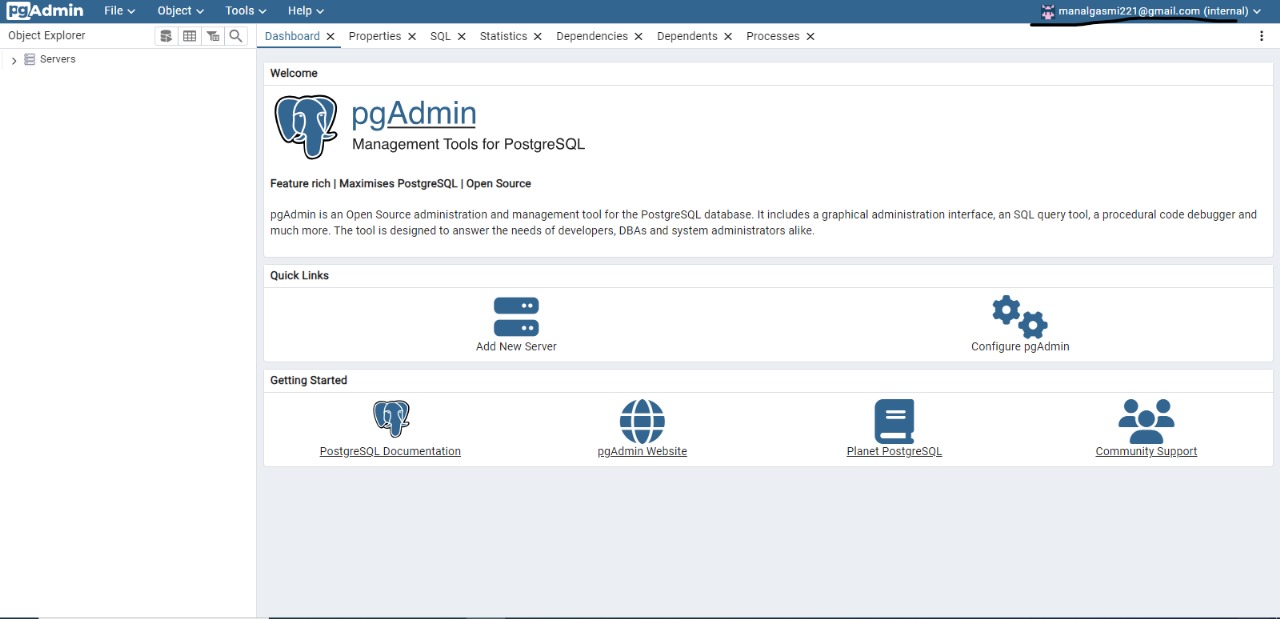 pgAdmin File Object Tools Help manalgasmi221@gmail.com (internal)
Object Explorer Dashboard Properties SQL Statistics Dependencies Dependents Processes
Servers
Welcome
pgAdmin
Management Tools for PostgreSQL
Feature rich | Maximises PostgreSQL | Open Source
pgAdmin is an Open Source administration and management tool for the PostgreSQL database. It includes a graphical administration interface, an SQL query tool, a procedural code debugger and
much more. The tool is designed to answer the needs of developers, DBAs and system administrators alike.
Quick Links
Add New Server Configure pgAdmin
Getting Started
PostgreSQL Documentation pgAdmin Website Planet PostgreSQL Community Support